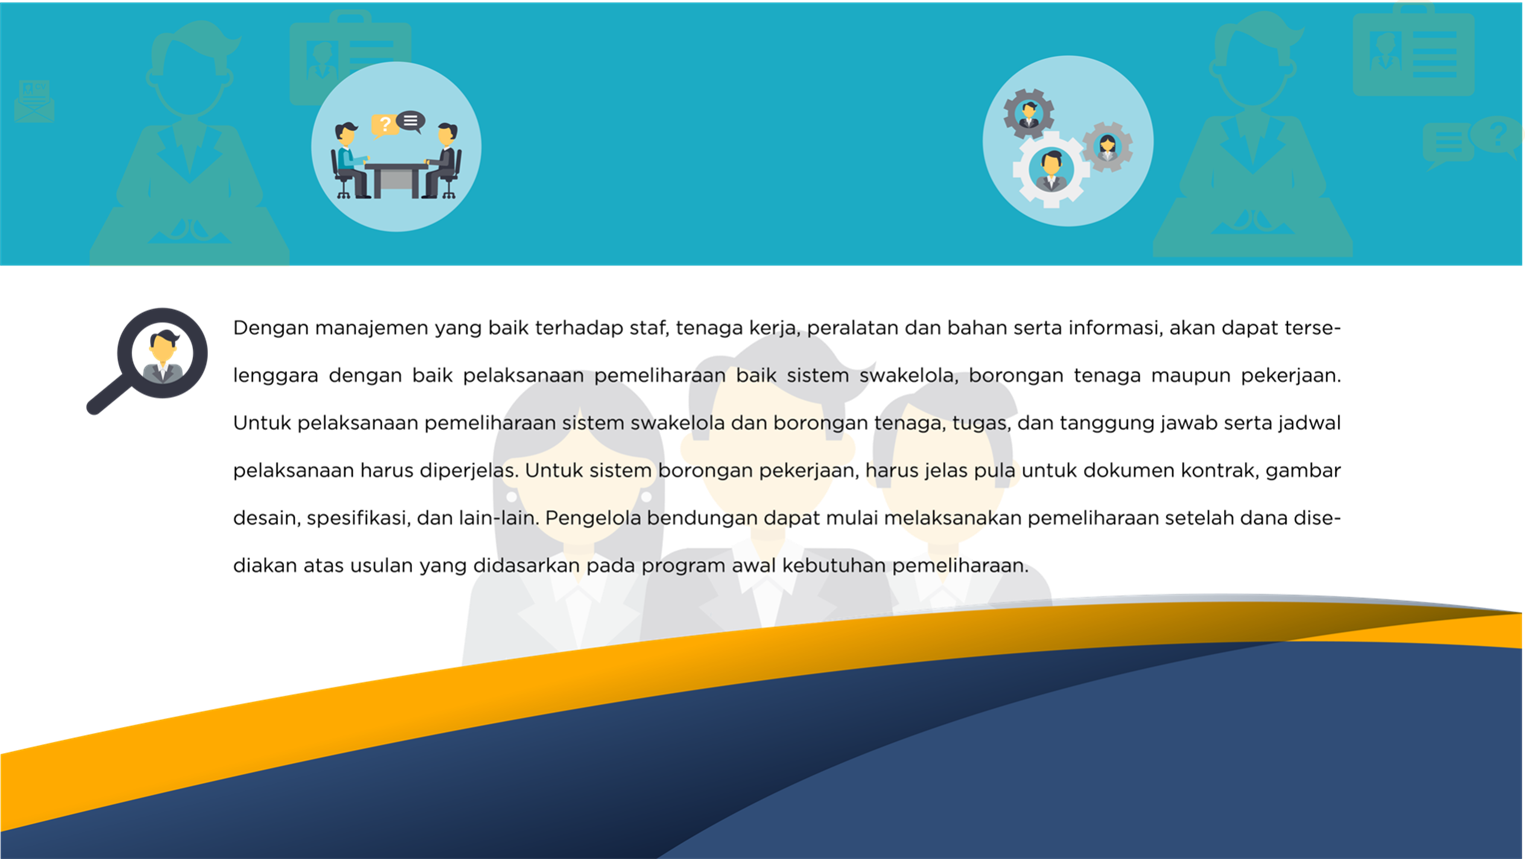 Dengan manajemen yang baik terhadap staf, tenaga kerja, peralatan dan bahan serta informasi, akan dapat terse-
lenggara dengan baik pelaksanaan pemeliharaan baik sistem swakelola, borongan tenaga maupun pekerjaan.
Untuk pelaksanaan pemeliharaan sistem swakelola dan borongan tenaga, tugas, dan tanggung jawab serta jadwal
pelaksanaan harus diperjelas. Untuk sistem borongan pekerjaan, harus jelas pula untuk dokumen kontrak, gambar
desain, spesifikasi, dan lain-lain. Pengelola bendungan dapat mulai melaksanakan pemeliharaan setelah dana dise-
diakan atas usulan yang didasarkan pada program awal kebutuhan pemeliharaan.